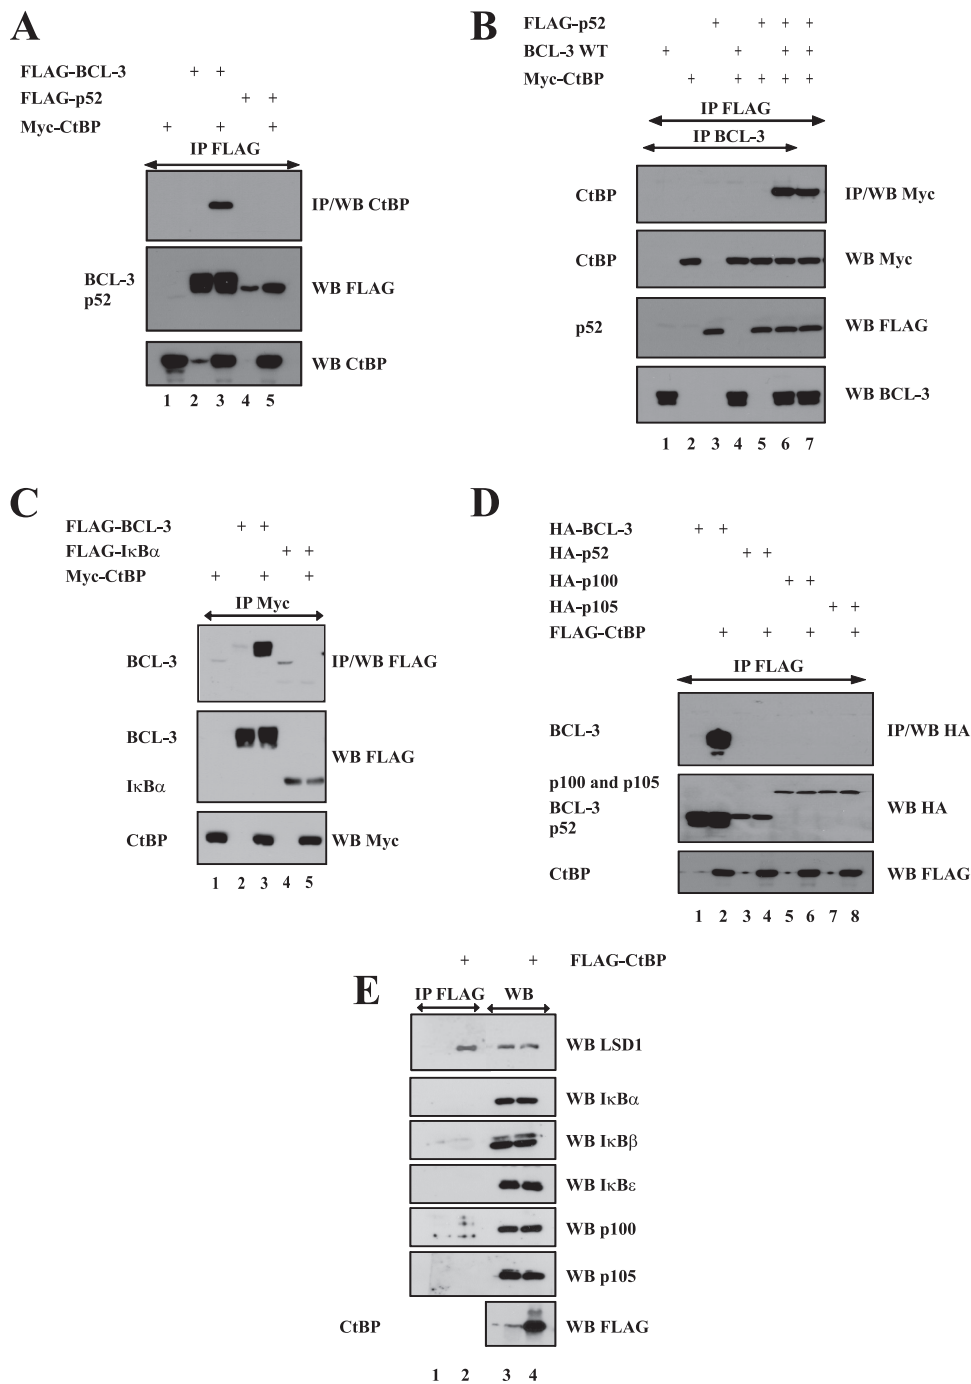 A
FLAG-BCL-3 + +
FLAG-p52 + +
Myc-CtBP + + +
IP FLAG
IP/WB CtBP
BCL-3
p52
WB FLAG
WB CtBP
1 2 3 4 5
B
FLAG-p52 + + + +
BCL-3 WT + + + +
Myc-CtBP + + + + +
IP FLAG
IP BCL-3
CtBP IP/WB Myc
CtBP WB Myc
p52 WB FLAG
WB BCL-3
1 2 3 4 5 6 7
C
FLAG-BCL-3 + +
FLAG-IκBα + +
Myc-CtBP + + +
IP Myc
BCL-3 IP/WB FLAG
BCL-3
WB FLAG
IκBα
CtBP WB Myc
1 2 3 4 5
D
HA-BCL-3 + +
HA-p52 + +
HA-p100 + +
HA-p105 + +
FLAG-CtBP + + + +
IP FLAG
BCL-3 IP/WB HA
p100 and p105
BCL-3
p52
WB HA
CtBP WB FLAG
1 2 3 4 5 6 7 8
E
+ + FLAG-CtBP
IP FLAG WB
WB LSD1
WB IκBα
WB IκBβ
WB IκBε
WB p100
WB p105
CtBP WB FLAG
1 2 3 4